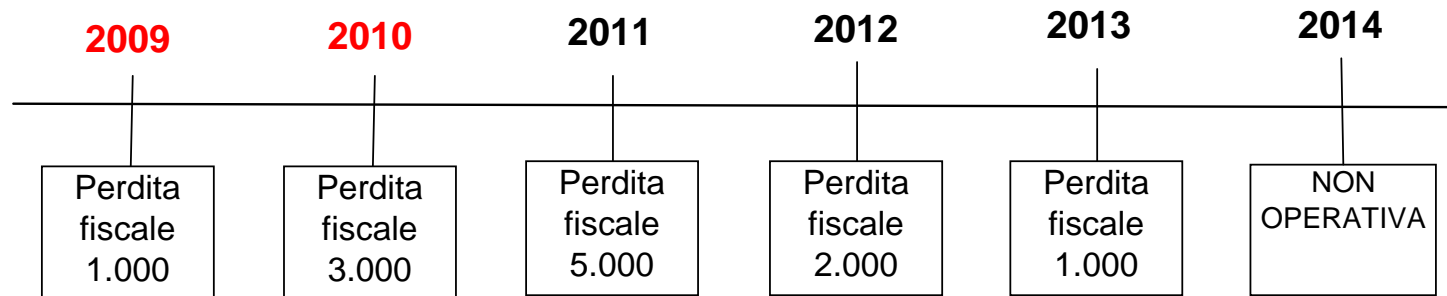 2009
2010
2011
2012
2013
2014
Perdita
fiscale
1.000
Perdita
fiscale
3.000
Perdita
fiscale
5.000
Perdita
fiscale
2.000
Perdita
fiscale
1.000
NON
OPERATIVA